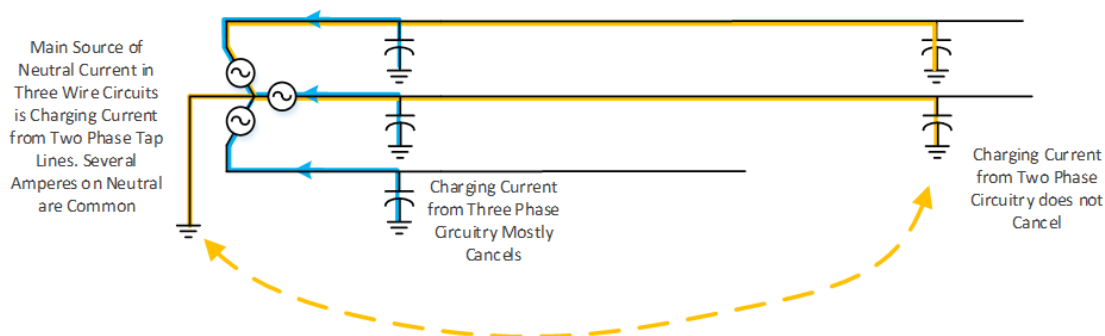 Main Source of
Neutral Current in
Three Wire Circuits
is Charging Current
from Two Phase Tap
Lines. Several
Amperes on Neutral
are Common
Charging Current
from Three Phase
Circuitry Mostly
Cancels
Charging Current
from Two Phase
Circuitry does not
Cancel